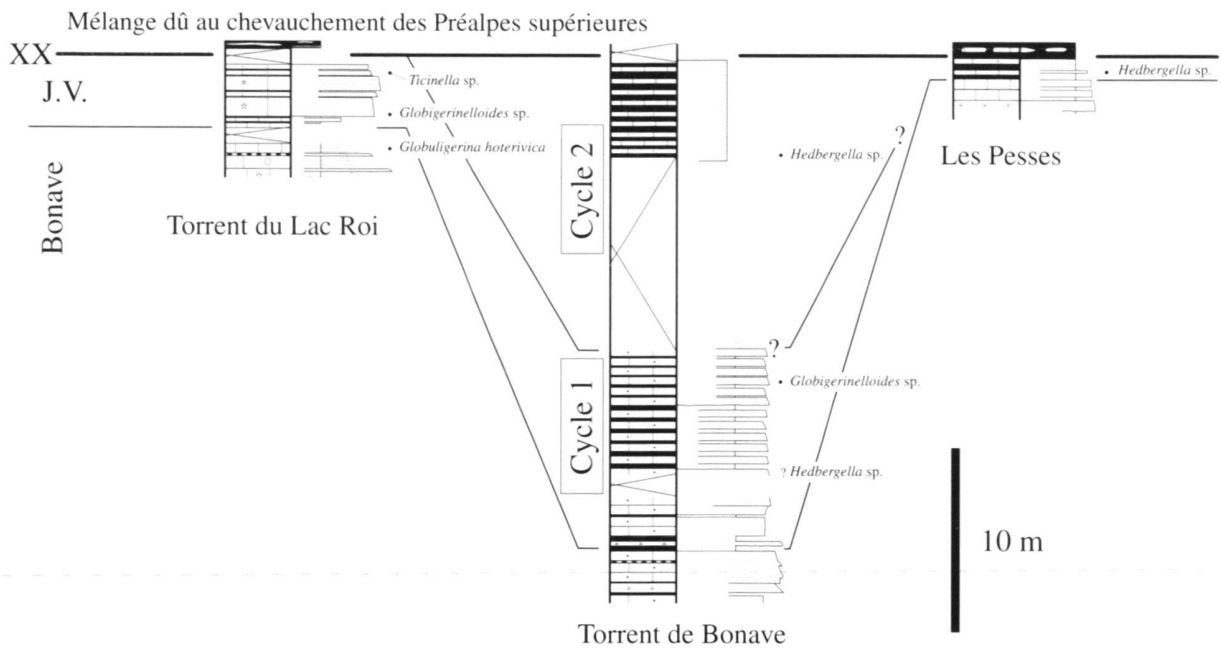 Mélange dû au chevauchement des Préalpes supérieures
XX
J.V.
Bonave
• Ticinella sp.
• Globigerinelloides sp.
• Globuligerina hoterivica
Torrent du Lac Roi
Cycle 2
Cycle 1
• Hedbergella sp.
?
?
• Globigerinelloides sp.
? Hedbergella sp.
Torrent de Bonave
• Hedbergella sp.
Les Pesses
10 m